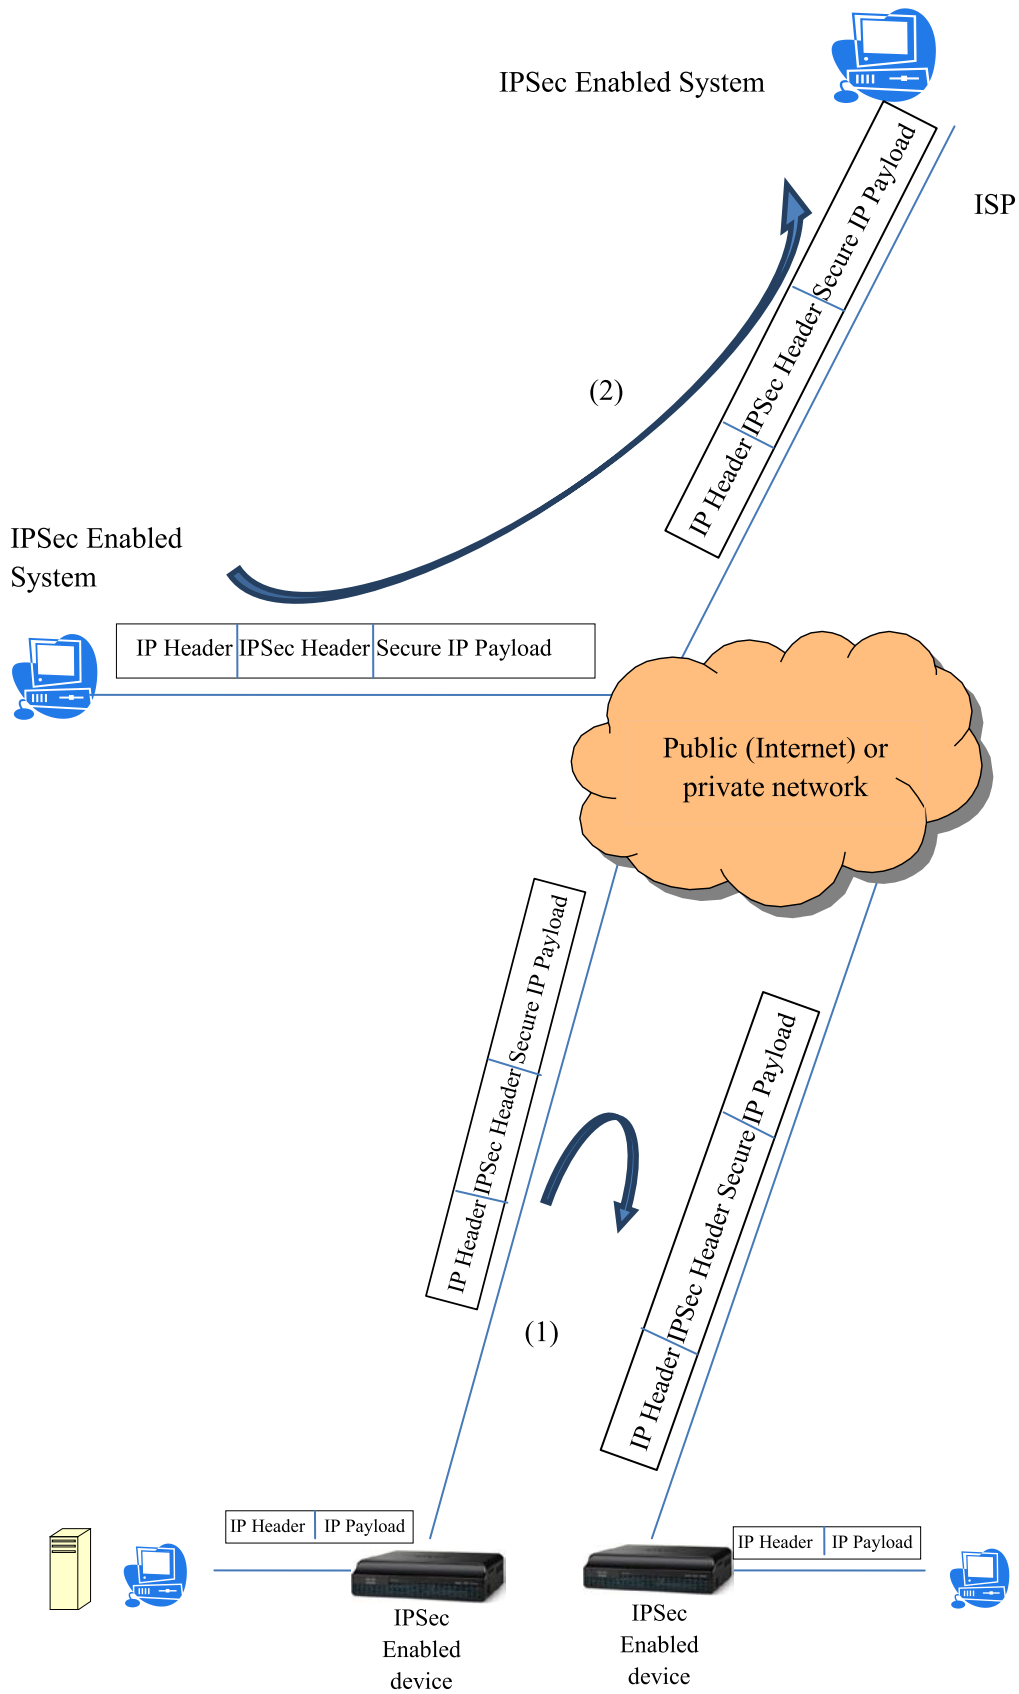 IPSec Enabled System
ISP
IP Header IPSec Header Secure IP Payload
(2)
IPSec Enabled
System
IP Header IPSec Header Secure IP Payload
Public (Internet) or
private network
IP Header IPSec Header Secure IP Payload
IP Header IPSec Header Secure IP Payload
(1)
IP Header IP Payload
IP Header IP Payload
IPSec
Enabled
device
IPSec
Enabled
device